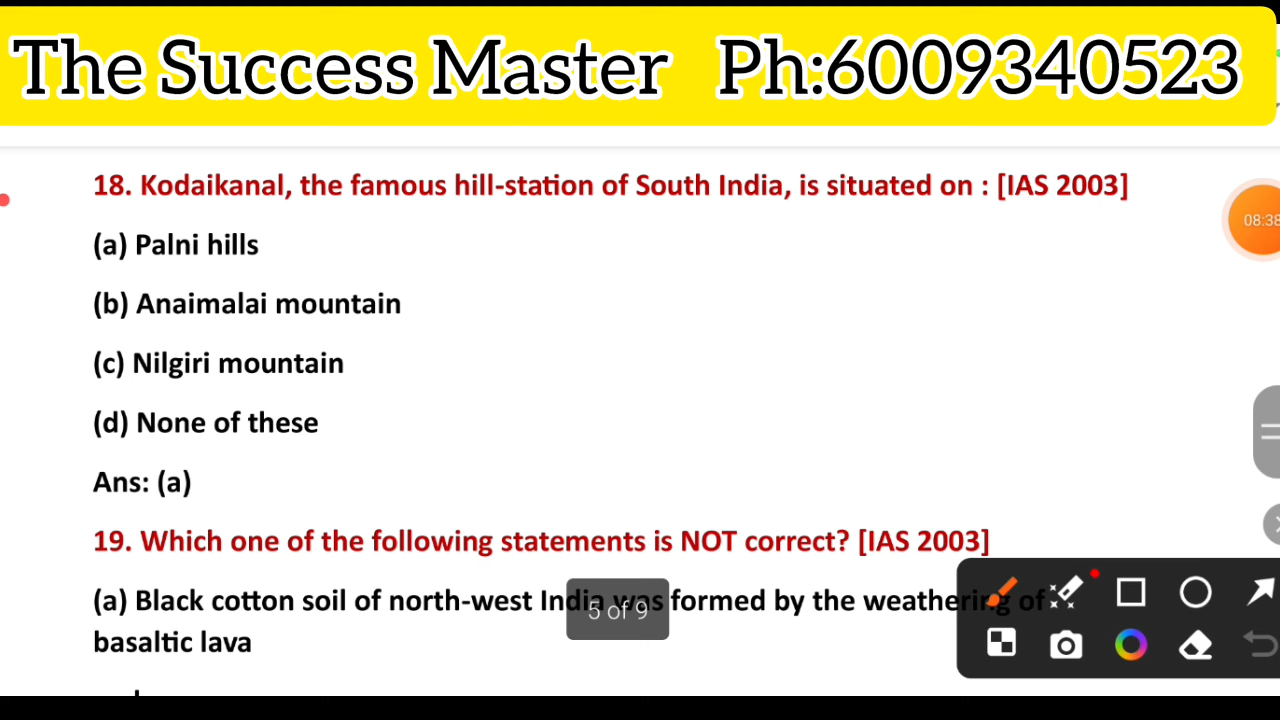 The Success Master Ph:6009340523
18. Kodaikanal, the famous hill-station of South India, is situated on : [IAS 2003]
08:38
(a) Palni hills
(b) Anaimalai mountain
(c) Nilgiri mountain
(d) None of these
Ans: (a)
19. Which one of the following statements is NOT correct? [IAS 2003]
(a) Black cotton soil of north-west India was formed by the weathering of
5 of 9
basaltic lava